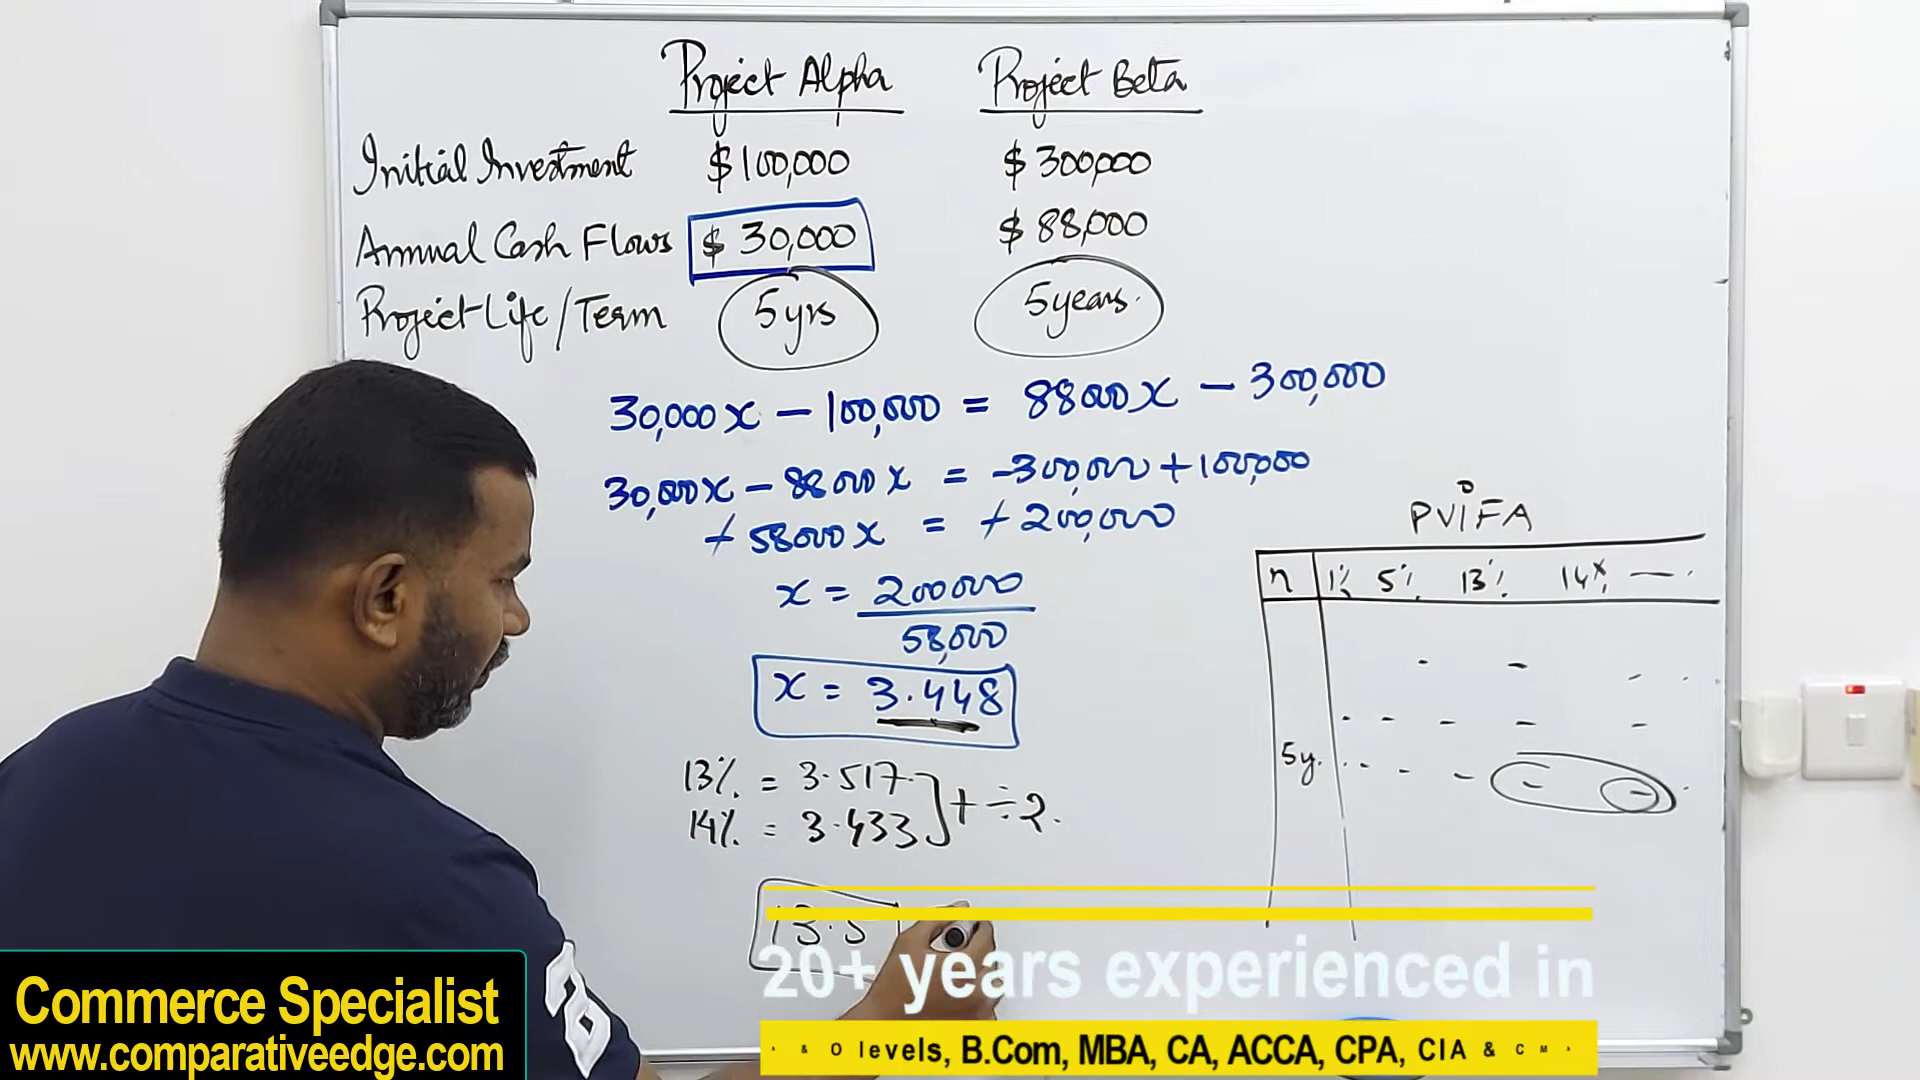 Project Alpha Project Beta
Initial Investment $100,000 $300,000
Annual Cash Flows $ 30,000 $ 88,000
Project Life/Term 5yrs 5years.
30,000x – 100,000 = 88000x – 300,000
30,000x – 88000x = -300,000 + 100,000
+ 58000x = + 200,000
x = 200000
58,000
x = 3.448
13% = 3.517
14% = 3.433 + ÷ 2.
13.5
PViFA
n 1% 5% 13% 14% — .
5y.
20+ years experienced in
A & O levels, B.Com, MBA, CA, ACCA, CPA, CIA & C M A
Commerce Specialist
www.comparativeedge.com